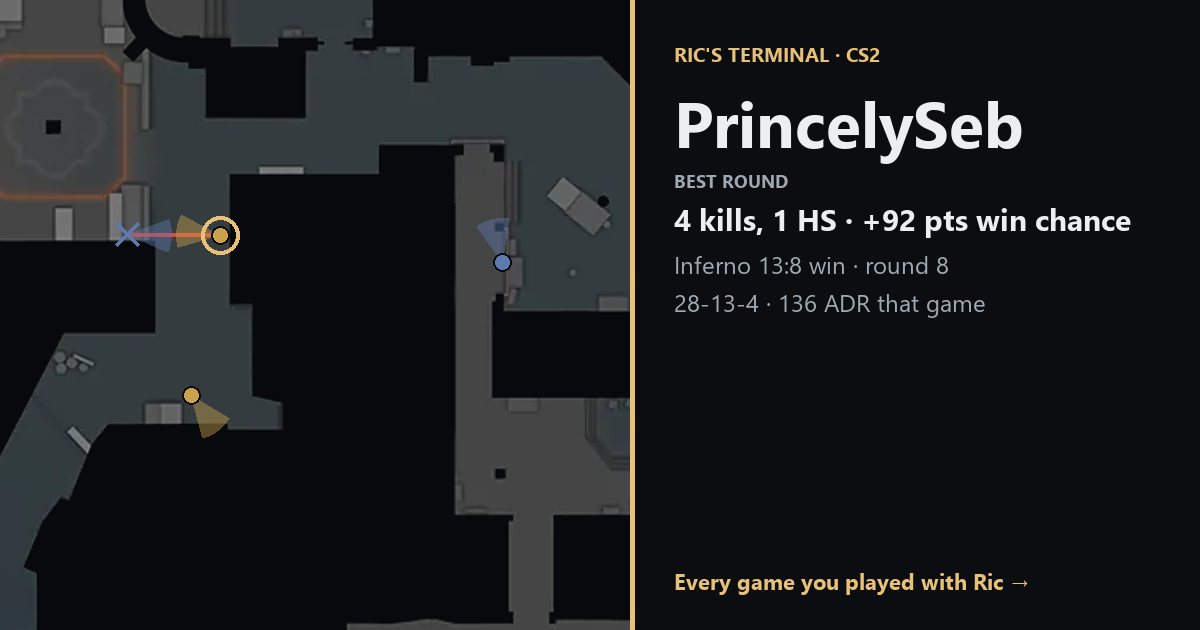 RIC'S TERMINAL · CS2
PrincelySeb
BEST ROUND
4 kills, 1 HS · +92 pts win chance
Inferno 13:8 win · round 8
28-13-4 · 136 ADR that game
Every game you played with Ric →